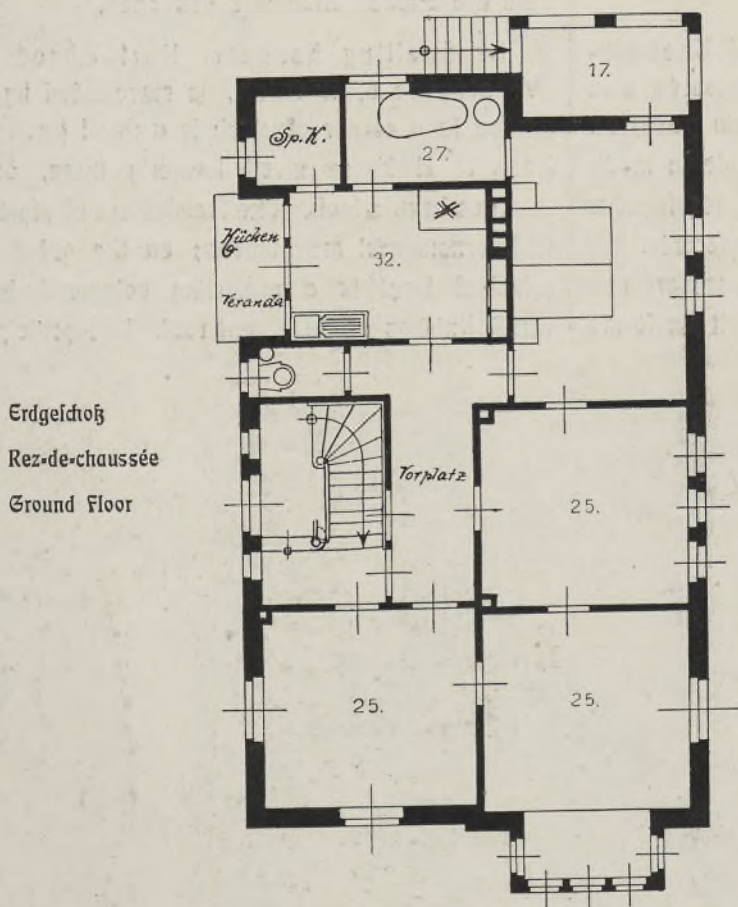 17.
Sp. K.
27.
Küchen
Veranda
32.
Erdgeschoß
Rez-de-chaussée
Ground Floor
Vorplatz
25.
25.
25.